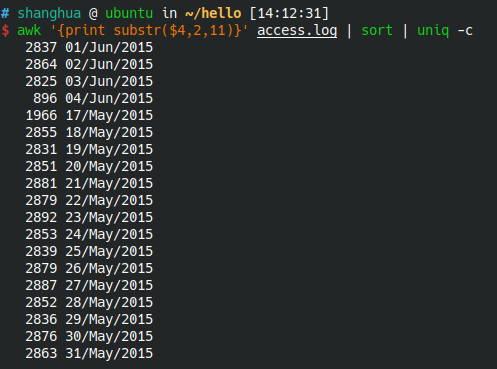 # shanghua @ ubuntu in ~/hello [14:12:31]
$ awk '{print substr($4,2,11)}' access.log | sort | uniq -c
2837 01/Jun/2015
2864 02/Jun/2015
2825 03/Jun/2015
896 04/Jun/2015
1966 17/May/2015
2855 18/May/2015
2831 19/May/2015
2851 20/May/2015
2881 21/May/2015
2879 22/May/2015
2892 23/May/2015
2853 24/May/2015
2839 25/May/2015
2879 26/May/2015
2887 27/May/2015
2852 28/May/2015
2836 29/May/2015
2876 30/May/2015
2863 31/May/2015